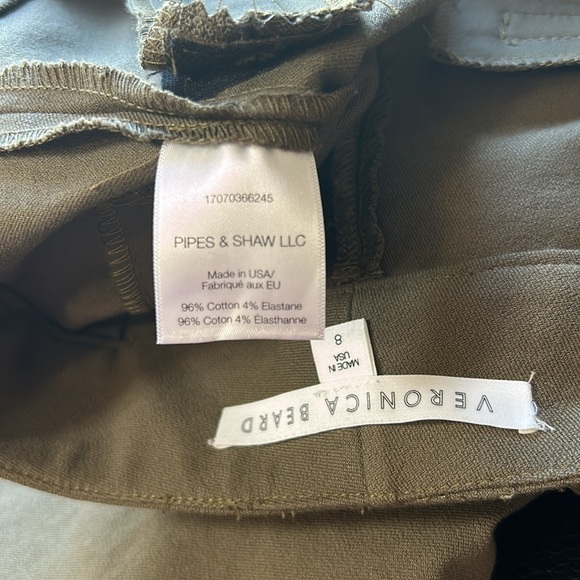 17070366245
PIPES & SHAW LLC
Made in USA/
Fabriqué aux EU
96% Cotton 4% Elastane
96% Cotton 4% Élasthanne
VERONICA BEARD
MADE IN
USA
8